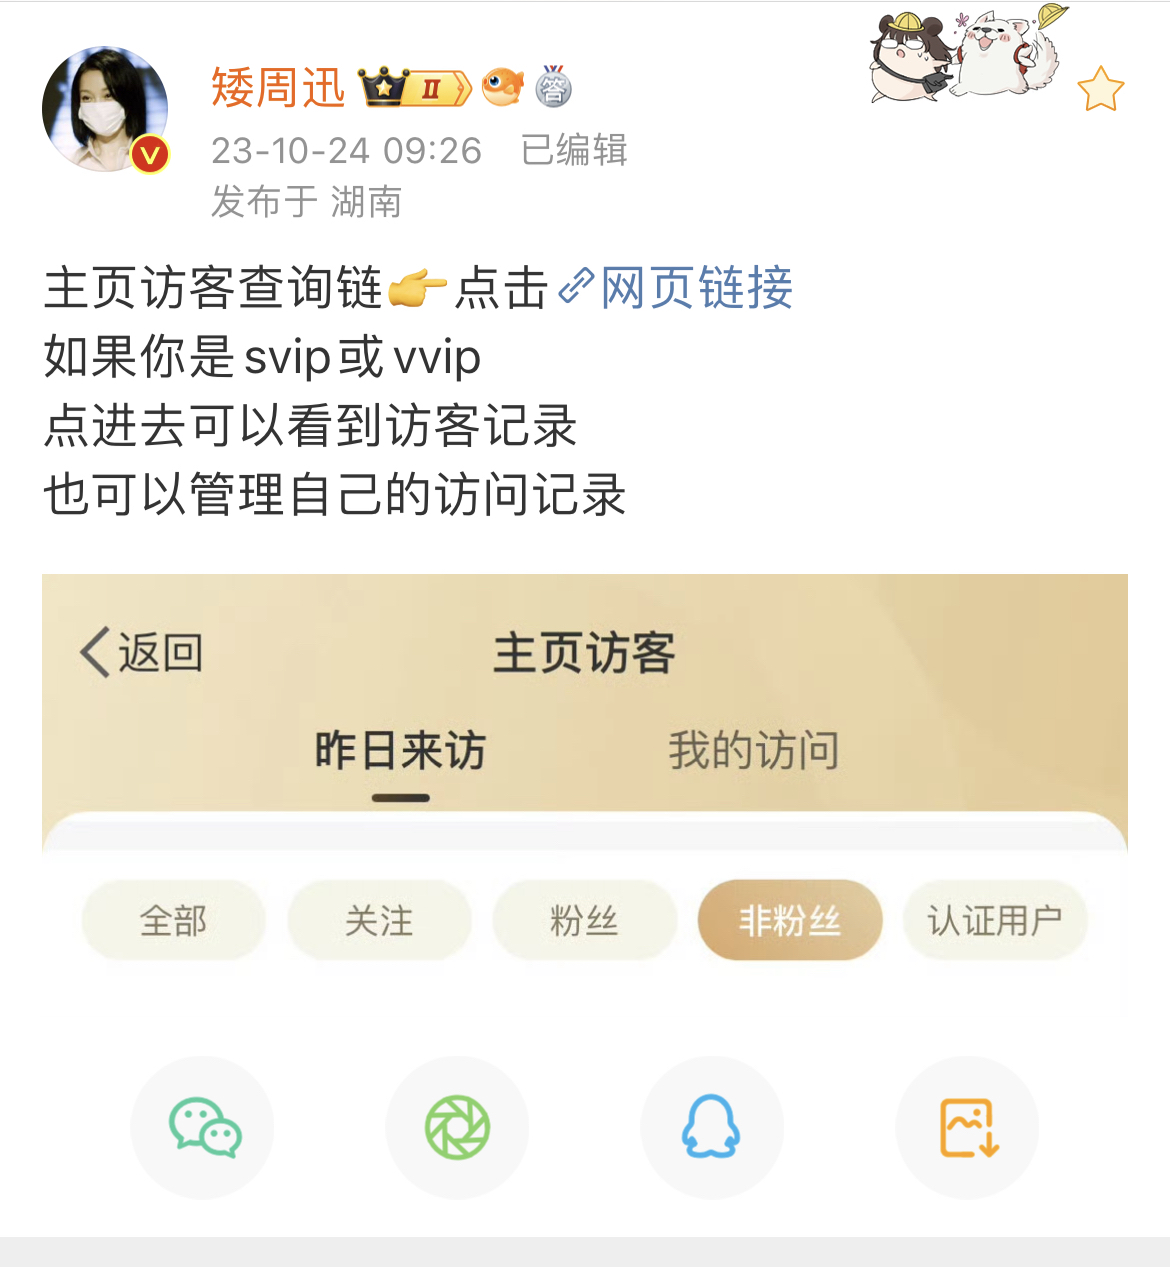 矮周迅 II 答
23-10-24 09:26 已编辑
发布于 湖南
主页访客查询链👉点击网页链接
如果你是svip或vvip
点进去可以看到访客记录
也可以管理自己的访问记录
返回 主页访客
昨日来访 我的访问
全部 关注 粉丝 非粉丝 认证用户